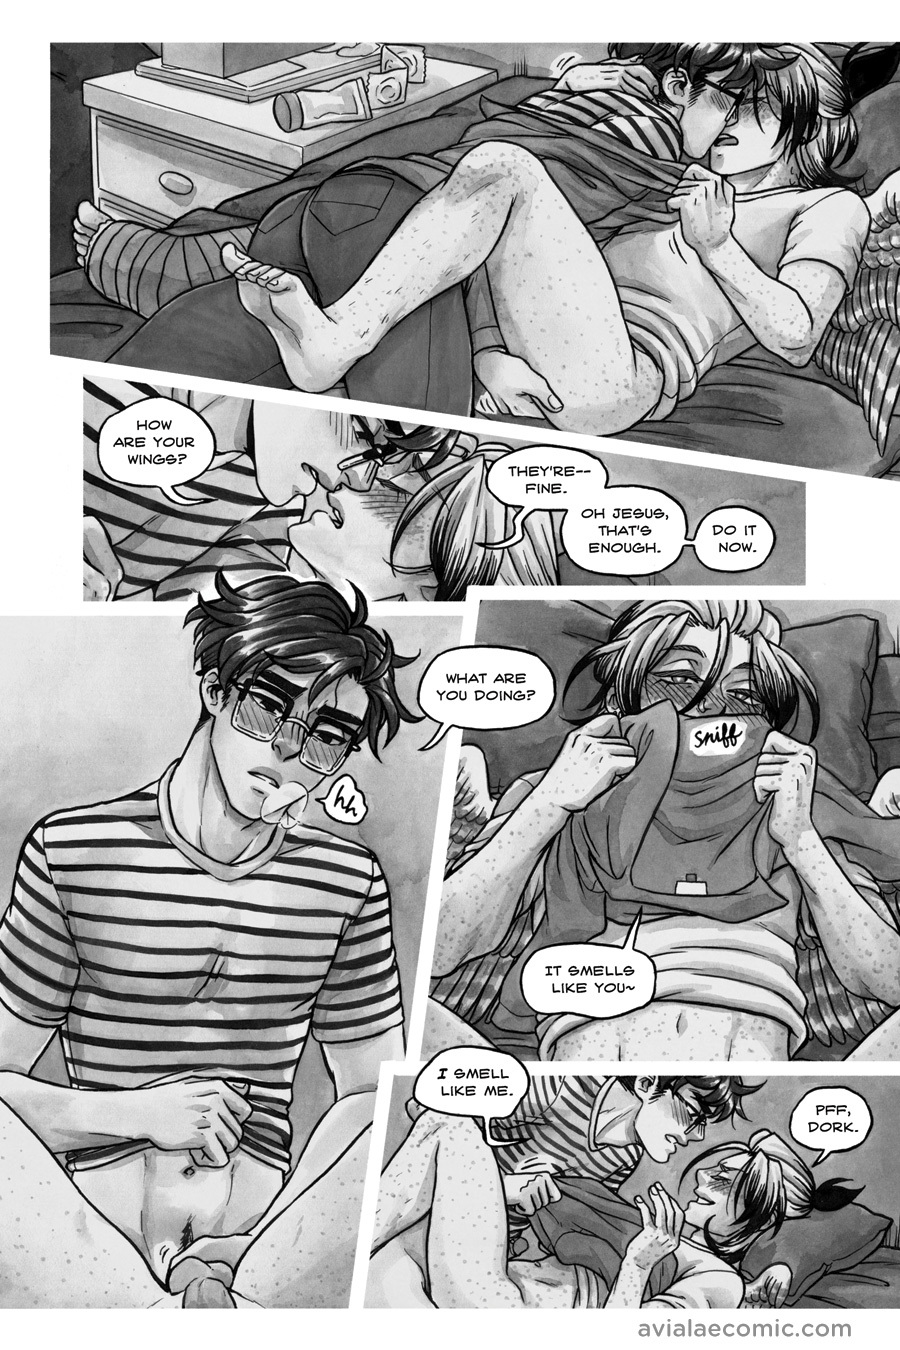 HOW
ARE YOUR
WINGS?
THEY'RE--
FINE.
OH JESUS,
THAT'S
ENOUGH.
DO IT
NOW.
WHAT ARE
YOU DOING?
hh
sniff
IT SMELLS
LIKE YOU~
I SMELL
LIKE ME.
PFF,
DORK.
avialaecomic.com